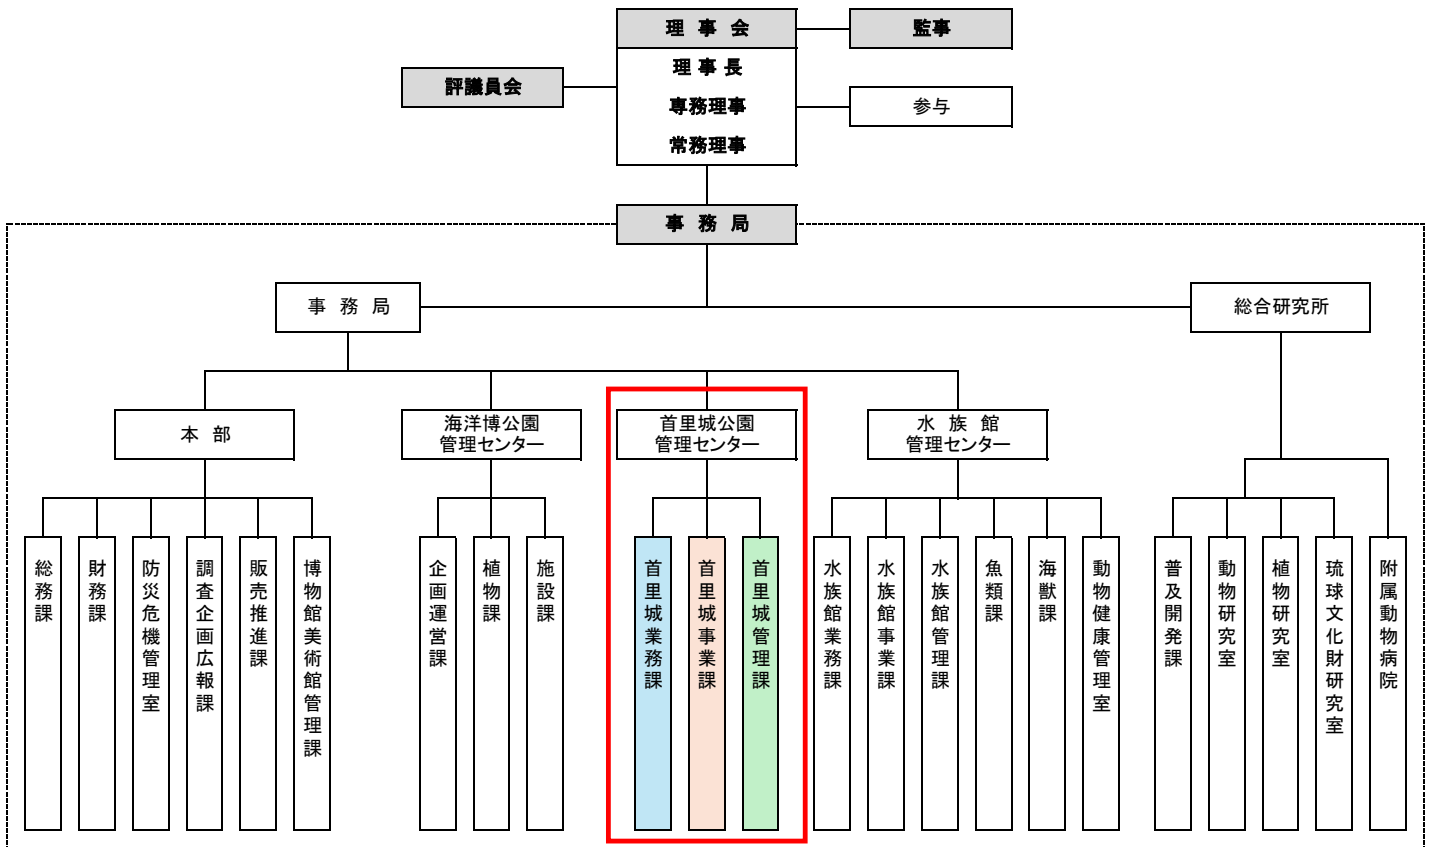 理 事 会
監事
理 事 長
評議員会
専務理事
参与
常務理事
事 務 局
事 務 局
総合研究所
本 部
海洋博公園
管理センター
首里城公園
管理センター
水 族 館
管理センター
総務課
財務課
防災危機管理室
調査企画広報課
販売推進課
博物館美術館管理課
企画運営課
植物課
施設課
首里城業務課
首里城事業課
首里城管理課
水族館業務課
水族館事業課
水族館管理課
魚類課
海獣課
動物健康管理室
普及開発課
動物研究室
植物研究室
琉球文化財研究室
附属動物病院